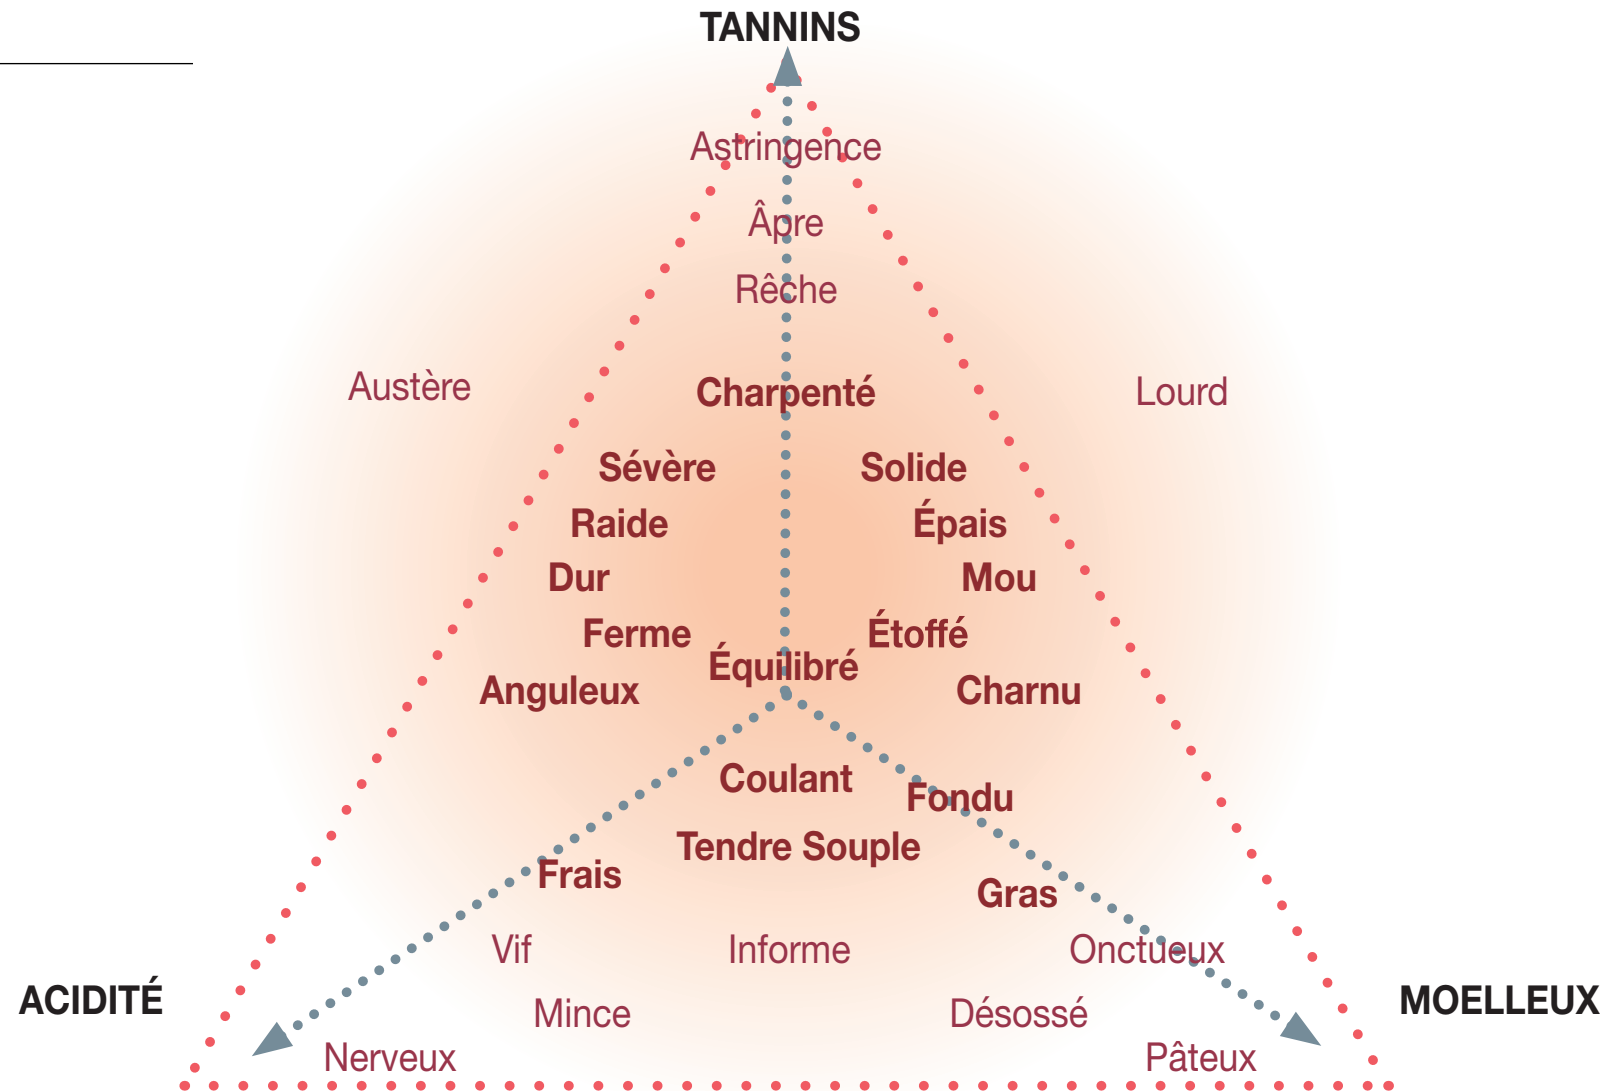 TANNINS
Astringence
Âpre
Rêche
Austère
Charpenté
Lourd
Sévère
Solide
Raide
Épais
Dur
Mou
Ferme
Étoffé
Équilibré
Anguleux
Charnu
Coulant
Fondu
Tendre Souple
Frais
Gras
Vif
Informe
Onctueux
ACIDITÉ
MOELLEUX
Mince
Désossé
Nerveux
Pâteux